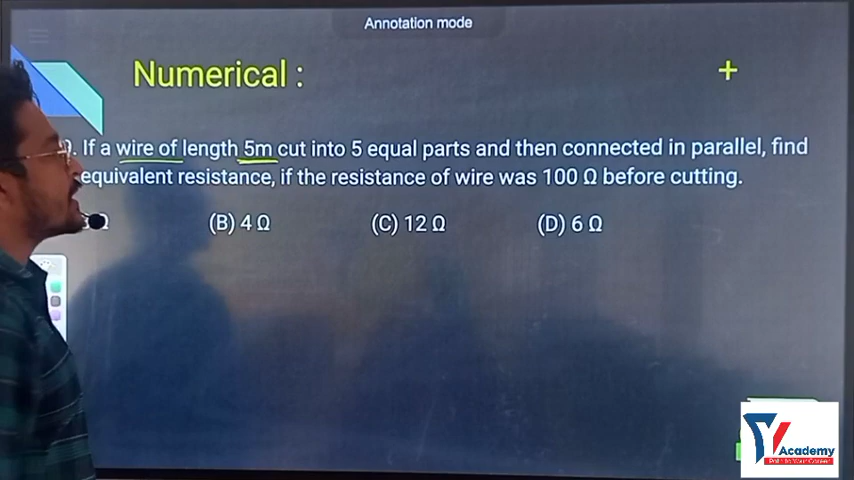 Annotation mode
Numerical :
+
. If a wire of length 5m cut into 5 equal parts and then connected in parallel, find
equivalent resistance, if the resistance of wire was 100 Ω before cutting.
Ω (B) 4 Ω (C) 12 Ω (D) 6 Ω
Academy